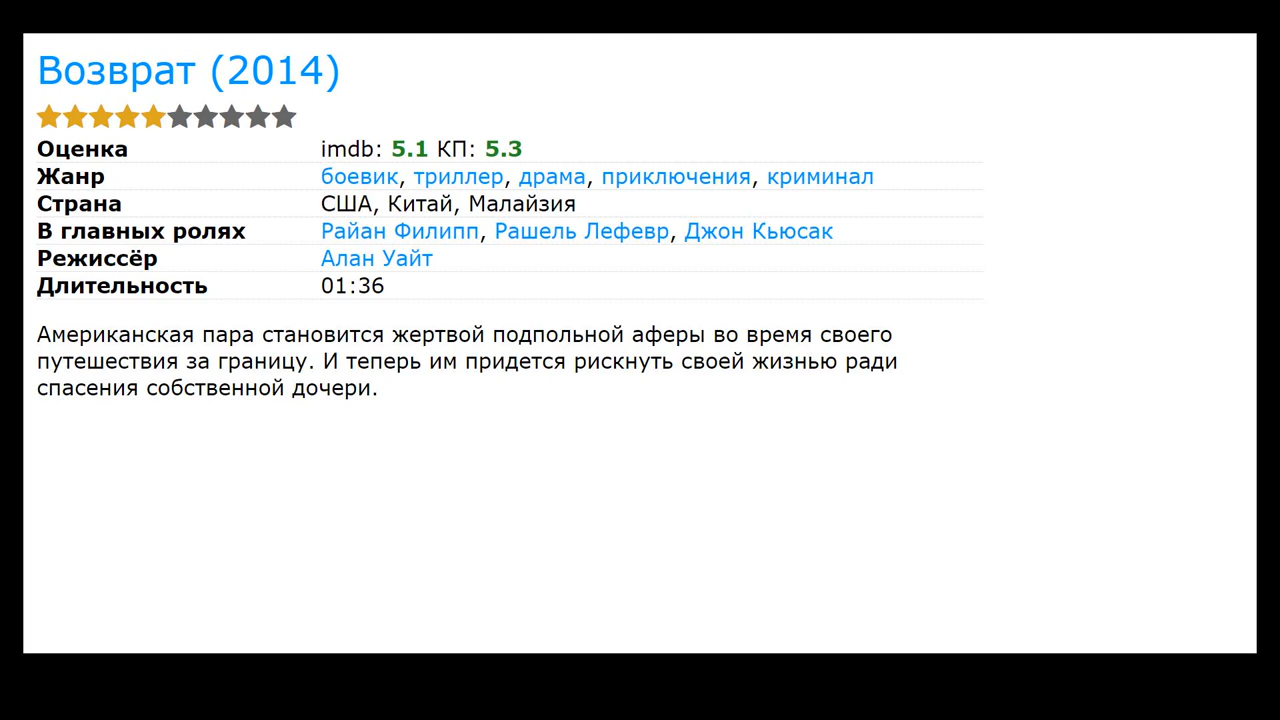 Возврат (2014)
Оценка imdb: 5.1 КП: 5.3
Жанр боевик, триллер, драма, приключения, криминал
Страна США, Китай, Малайзия
В главных ролях Райан Филипп, Рашель Лефевр, Джон Кьюсак
Режиссёр Алан Уайт
Длительность 01:36
Американская пара становится жертвой подпольной аферы во время своего
путешествия за границу. И теперь им придется рискнуть своей жизнью ради
спасения собственной дочери.